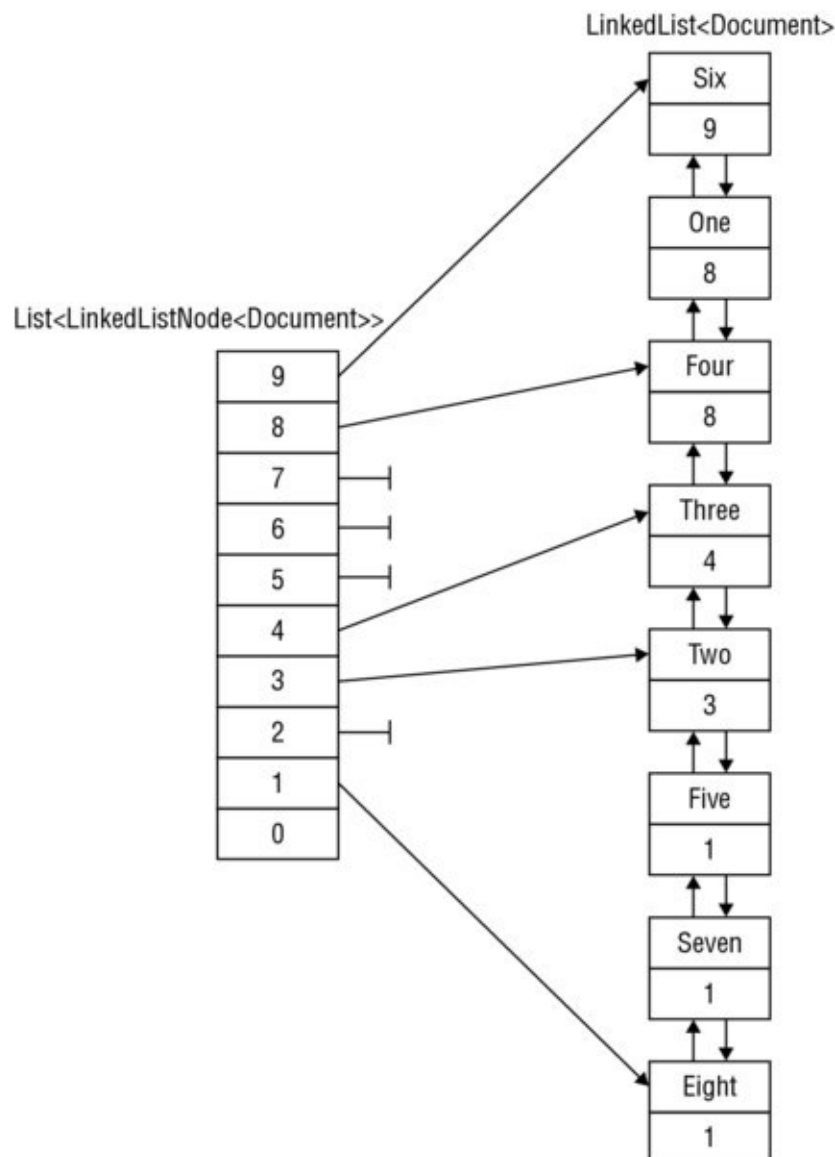 LinkedList<Document>
Six
9
One
8
List<LinkedListNode<Document>>
9
8
7
6
5
4
3
2
1
0
Four
8
Three
4
Two
3
Five
1
Seven
1
Eight
1